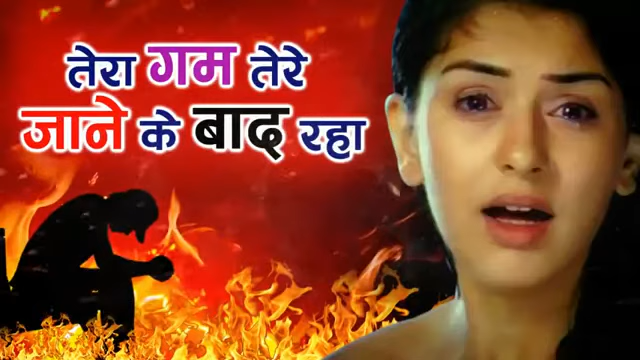 तेरा गम तेरे
जाने के बाद रहा